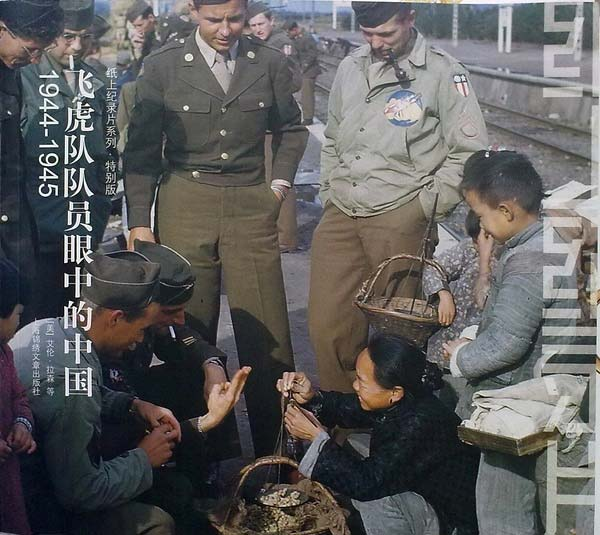 纸上纪录片系列·特别版
飞虎队队员眼中的中国
1944-1945
[美]艾伦·拉森 等
上海锦绣文章出版社